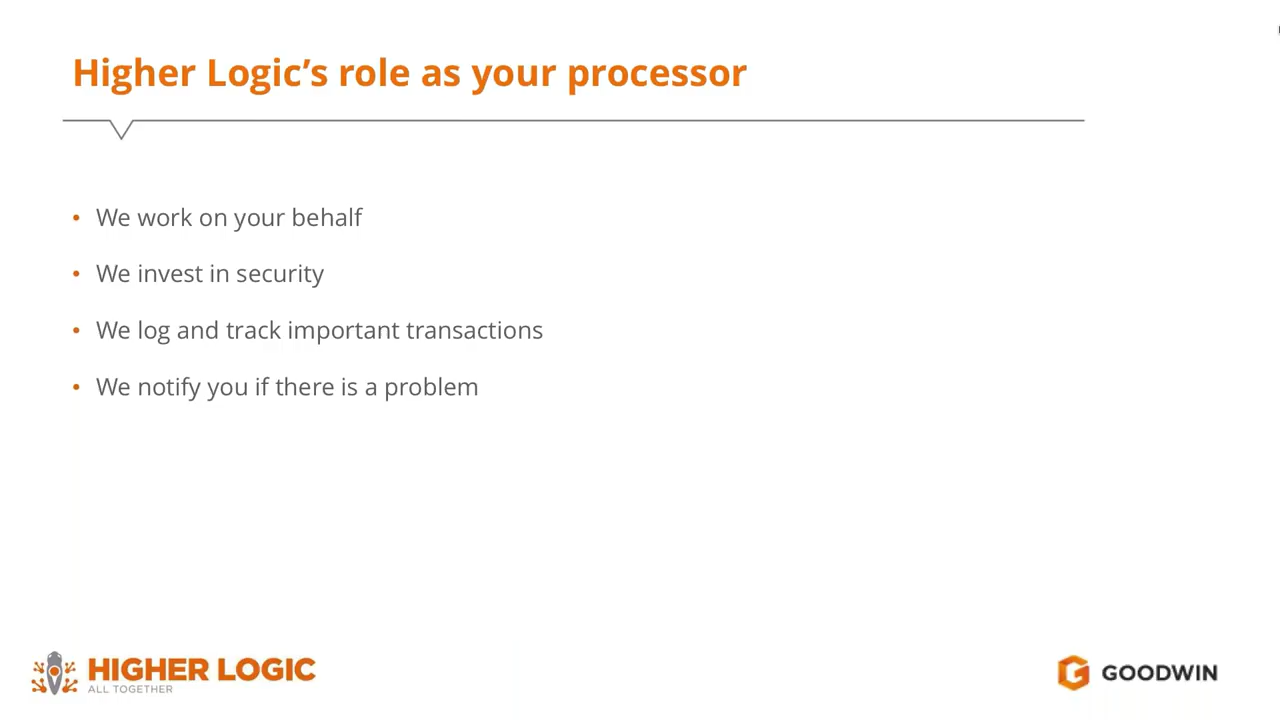 Higher Logic’s role as your processor
• We work on your behalf
• We invest in security
• We log and track important transactions
• We notify you if there is a problem
HIGHER LOGIC
ALL TOGETHER
GOODWIN